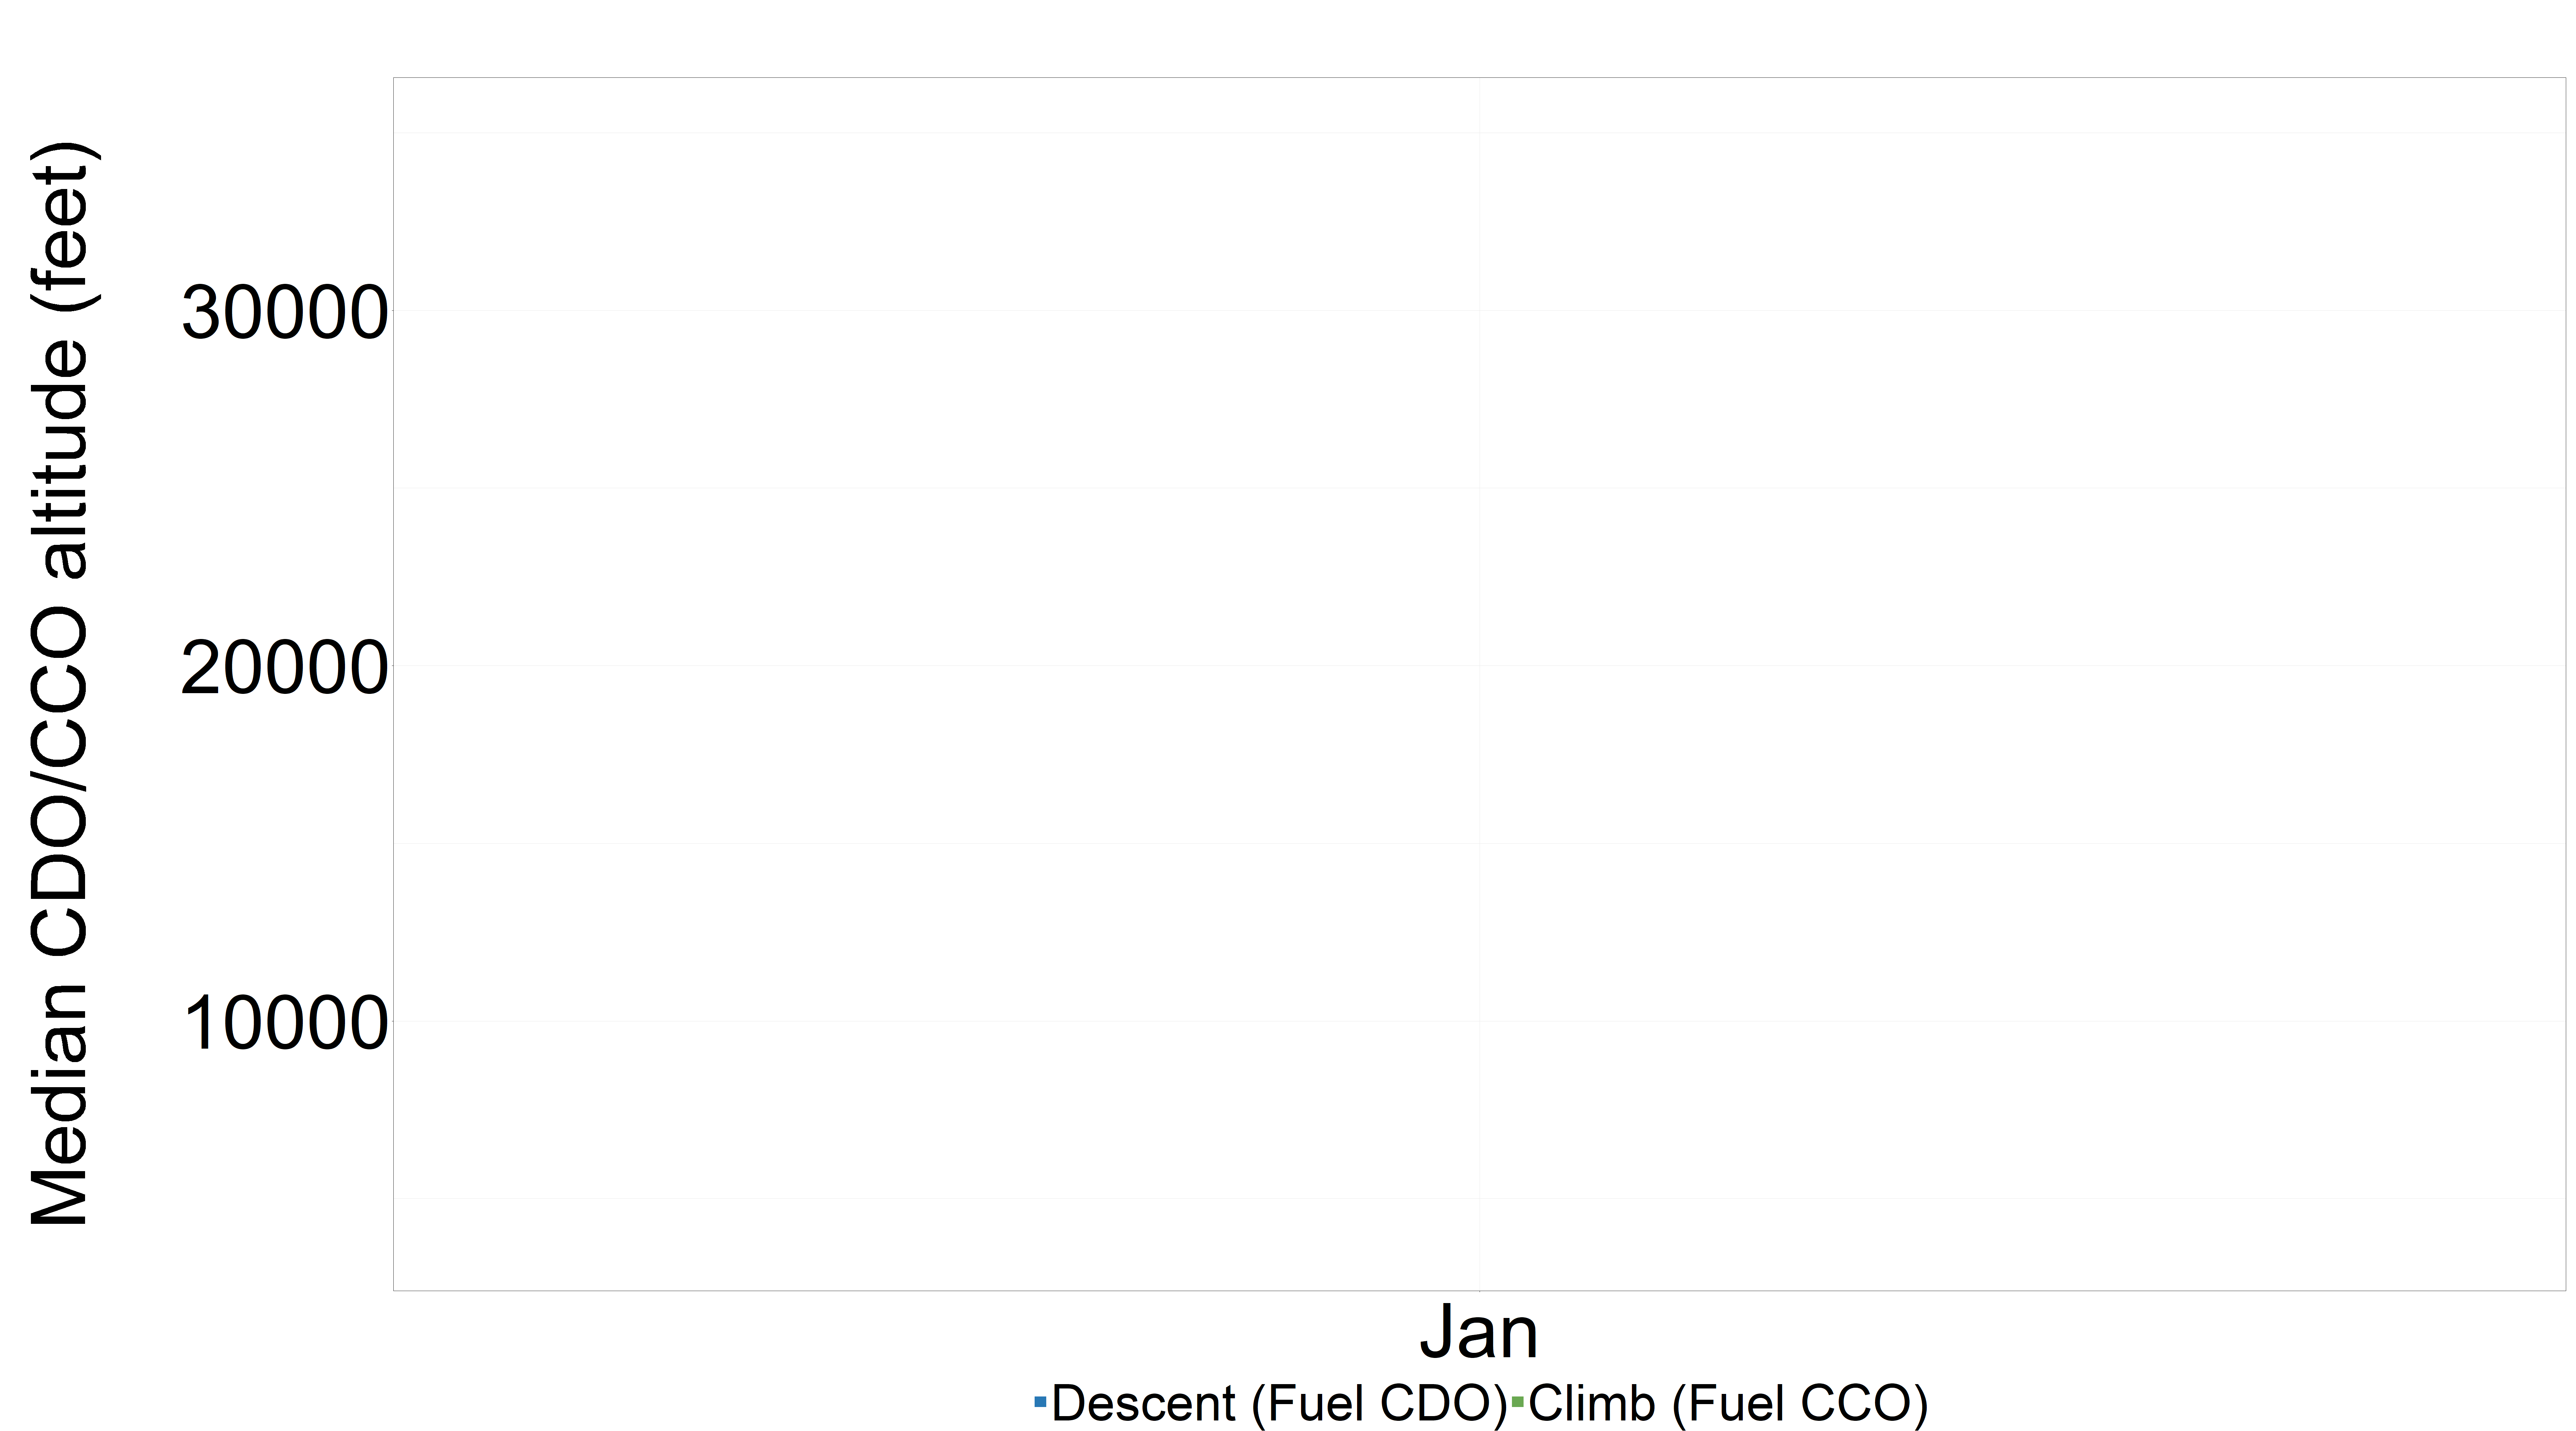 Median CDO/CCO altitude (feet)
30000
20000
10000
Jan
Descent (Fuel CDO) Climb (Fuel CCO)